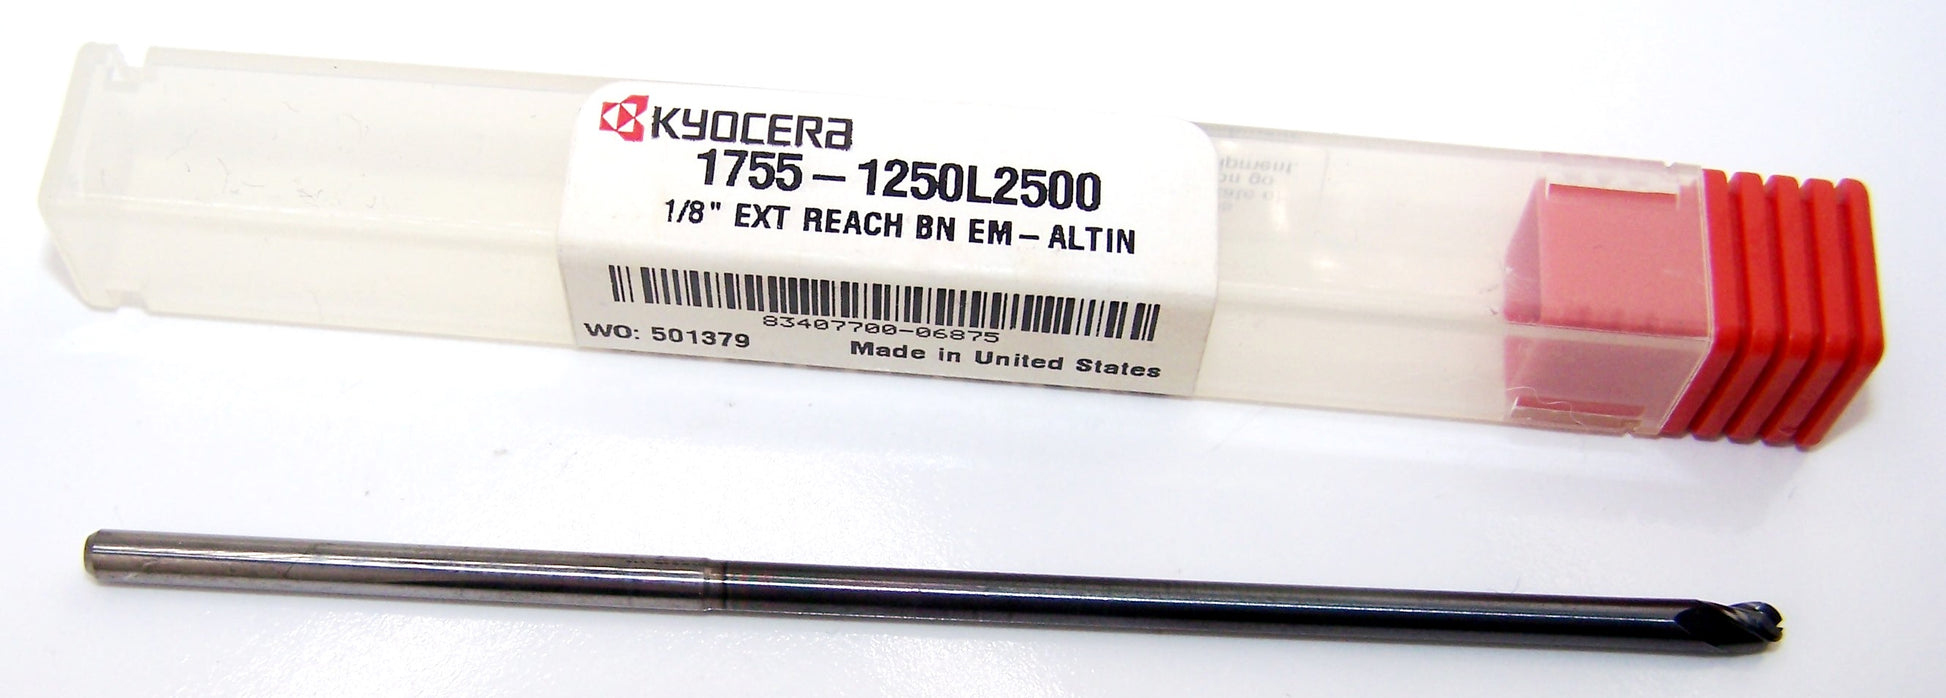 KYOCERA
1755-1250L2500
1/8" EXT REACH BN EM-ALTIN
83407700-06875
WO: 501379
Made in United States